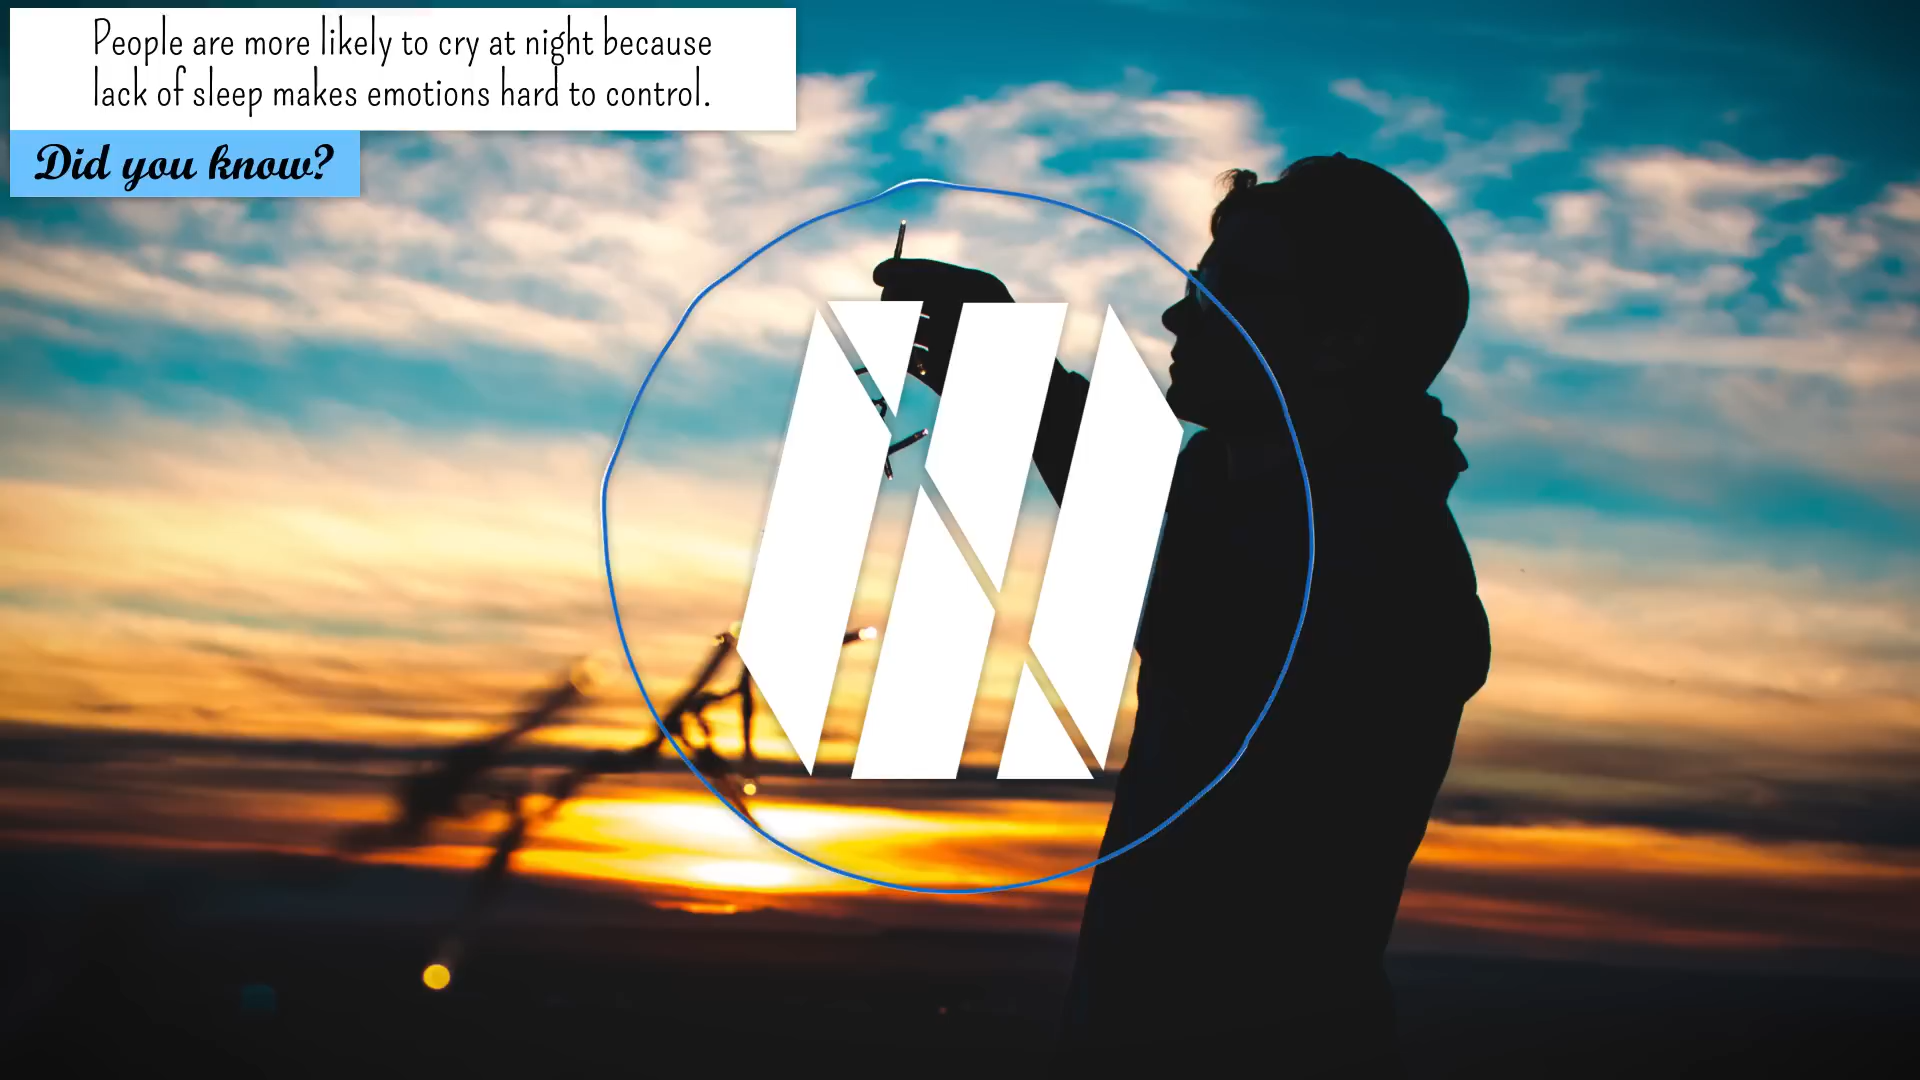 People are more likely to cry at night because
lack of sleep makes emotions hard to control.
Did you know?